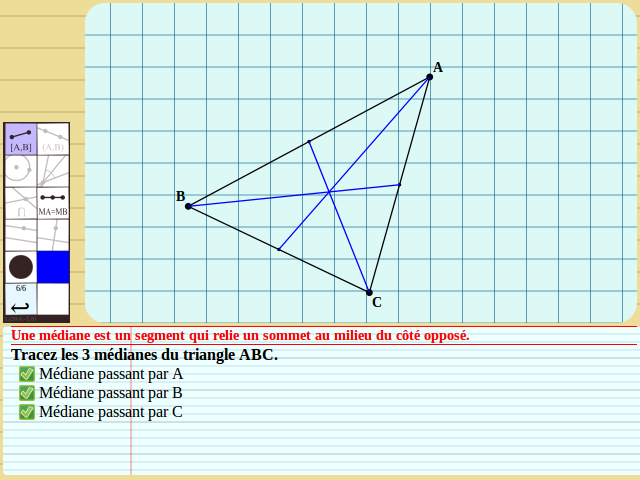 A
B
C
[A,B]
(A,B)
MA=MB
6/6
Une médiane est un segment qui relie un sommet au milieu du côté opposé.
Tracez les 3 médianes du triangle ABC.
Médiane passant par A
Médiane passant par B
Médiane passant par C